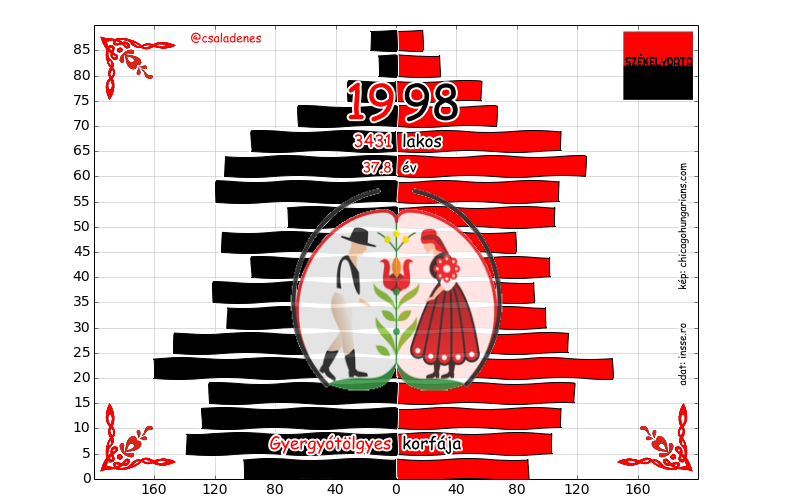 @csaladenes
SZÉKELYDATA
1998
3431 lakos
37.8 év
kép: chicagohungarians.com
adat: insse.ro
Gyergyótölgyes korfája
85
80
75
70
65
60
55
50
45
40
35
30
25
20
15
10
5
0
160 120 80 40 0 40 80 120 160